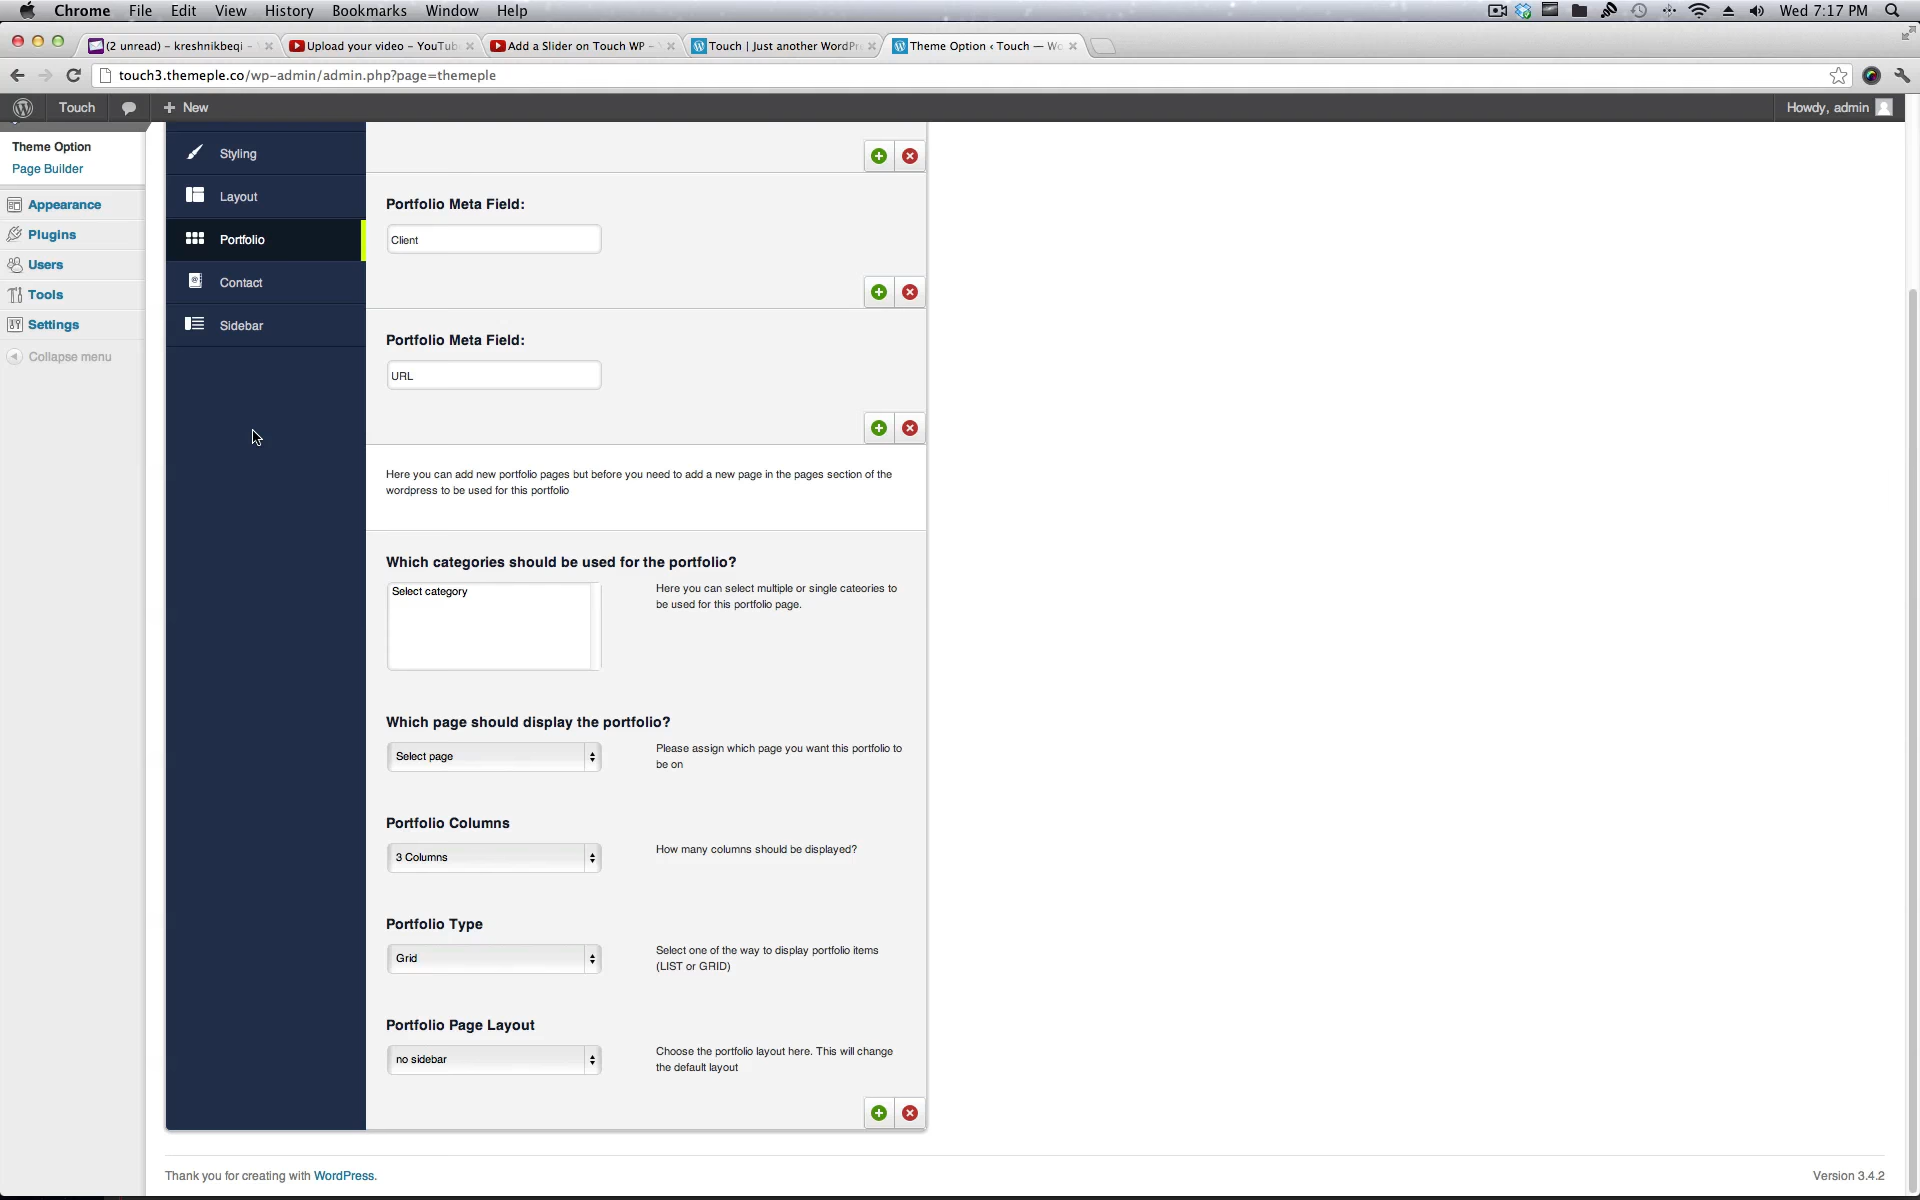 Chrome File Edit View History Bookmarks Window Help Wed 7:17 PM
(2 unread) – kreshnikbeqi –
Upload your video – YouTub
Add a Slider on Touch WP –
Touch | Just another WordPr
Theme Option ‹ Touch — Wo
touch3.themeple.co/wp-admin/admin.php?page=themeple
Touch + New Howdy, admin
Theme Option
Page Builder
Appearance
Plugins
Users
Tools
Settings
Collapse menu
Styling
Layout
Portfolio
Contact
Sidebar
Portfolio Meta Field:
Client
Portfolio Meta Field:
URL
Here you can add new portfolio pages but before you need to add a new page in the pages section of the
wordpress to be used for this portfolio
Which categories should be used for the portfolio?
Select category
Here you can select multiple or single cateories to
be used for this portfolio page.
Which page should display the portfolio?
Select page
Please assign which page you want this portfolio to
be on
Portfolio Columns
3 Columns
How many columns should be displayed?
Portfolio Type
Grid
Select one of the way to display portfolio items
(LIST or GRID)
Portfolio Page Layout
no sidebar
Choose the portfolio layout here. This will change
the default layout
Thank you for creating with WordPress.
Version 3.4.2